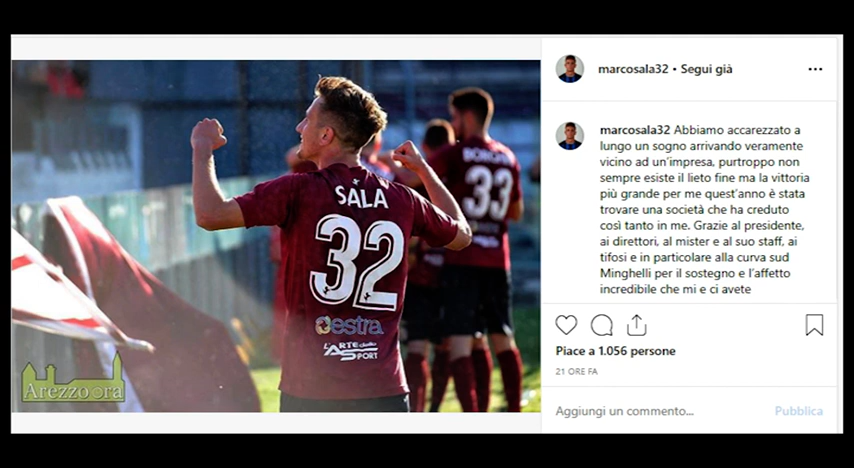 marcosala32 • Segui già
marcosala32 Abbiamo accarezzato a
lungo un sogno arrivando veramente
vicino ad un'impresa, purtroppo non
sempre esiste il lieto fine ma la vittoria
più grande per me quest'anno è stata
trovare una società che ha creduto
così tanto in me. Grazie al presidente,
ai direttori, al mister e al suo staff, ai
tifosi e in particolare alla curva sud
Minghelli per il sostegno e l'affetto
incredibile che mi e ci avete
Piace a 1.056 persone
21 ORE FA
Aggiungi un commento... Pubblica
SALA
32
estra
L'ARTE dello
SPORT
33
Arezzo ora